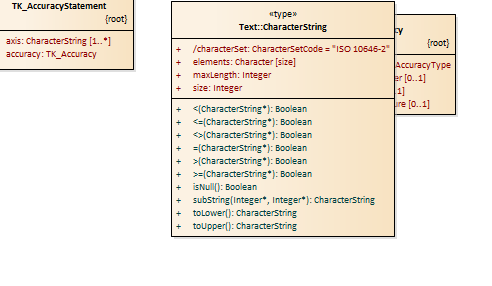 TK_AccuracyStatement
{root}
axis: CharacterString [1..*]
accuracy: TK_Accuracy
«type»
Text::CharacterString
+ /characterSet: CharacterSetCode = "ISO 10646-2"
+ elements: Character [size]
+ maxLength: Integer
+ size: Integer
+ <(CharacterString*): Boolean
+ <=(CharacterString*): Boolean
+ <>(CharacterString*): Boolean
+ =(CharacterString*): Boolean
+ >(CharacterString*): Boolean
+ >=(CharacterString*): Boolean
+ isNull(): Boolean
+ subString(Integer*, Integer*): CharacterString
+ toLower(): CharacterString
+ toUpper(): CharacterString
cy
{root}
AccuracyType
er [0..1]
.1]
ure [0..1]